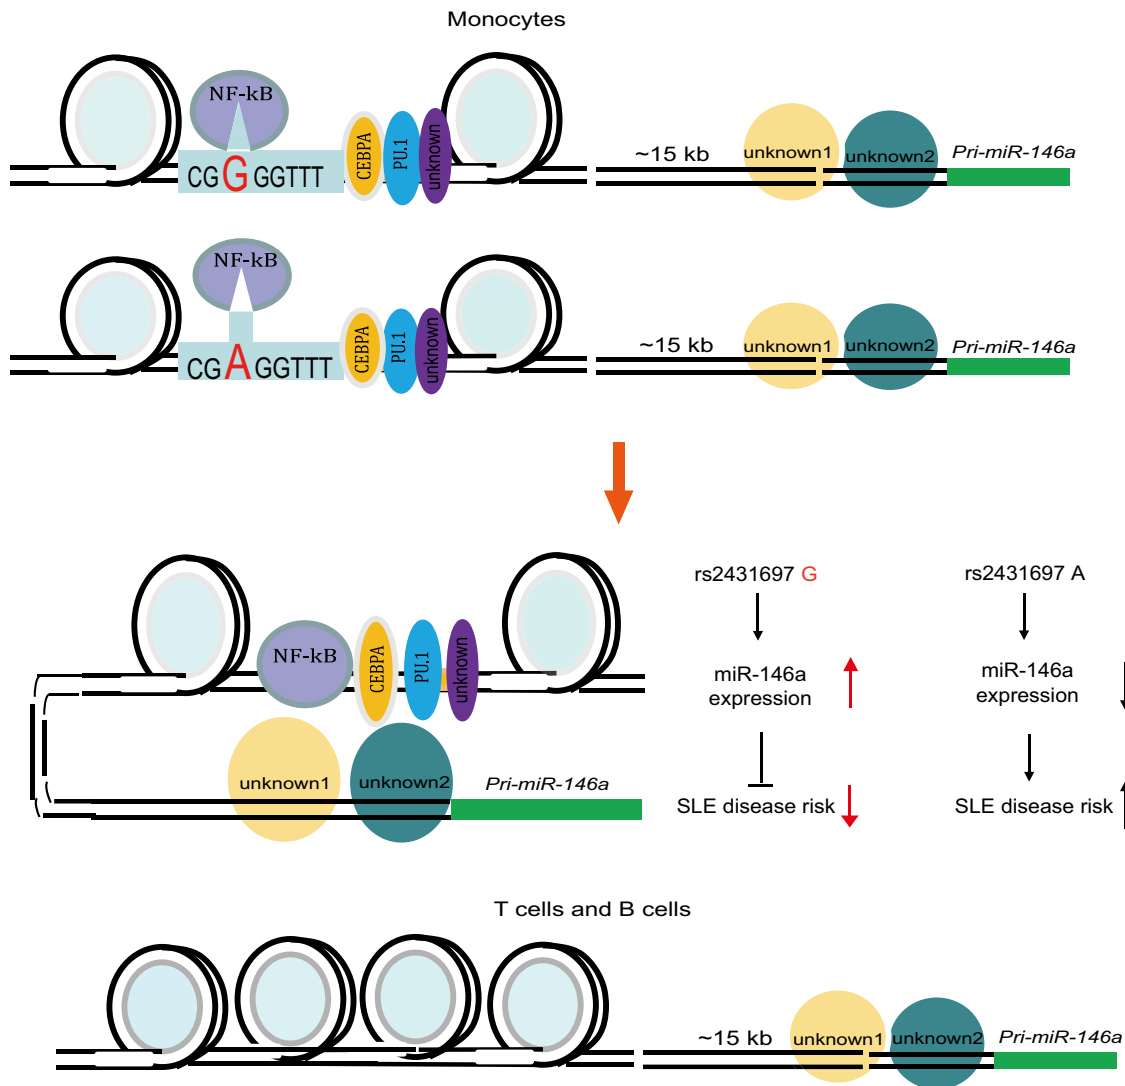 Monocytes
NF-kB
CG G GGTTT
CEBPA
PU.1
unknown
~15 kb
unknown1
unknown2
Pri-miR-146a
NF-kB
CG A GGTTT
CEBPA
PU.1
unknown
~15 kb
unknown1
unknown2
Pri-miR-146a
NF-kB
CEBPA
PU.1
unknown
unknown1
unknown2
Pri-miR-146a
rs2431697 G
miR-146a
expression
SLE disease risk
rs2431697 A
miR-146a
expression
SLE disease risk
T cells and B cells
~15 kb
unknown1
unknown2
Pri-miR-146a